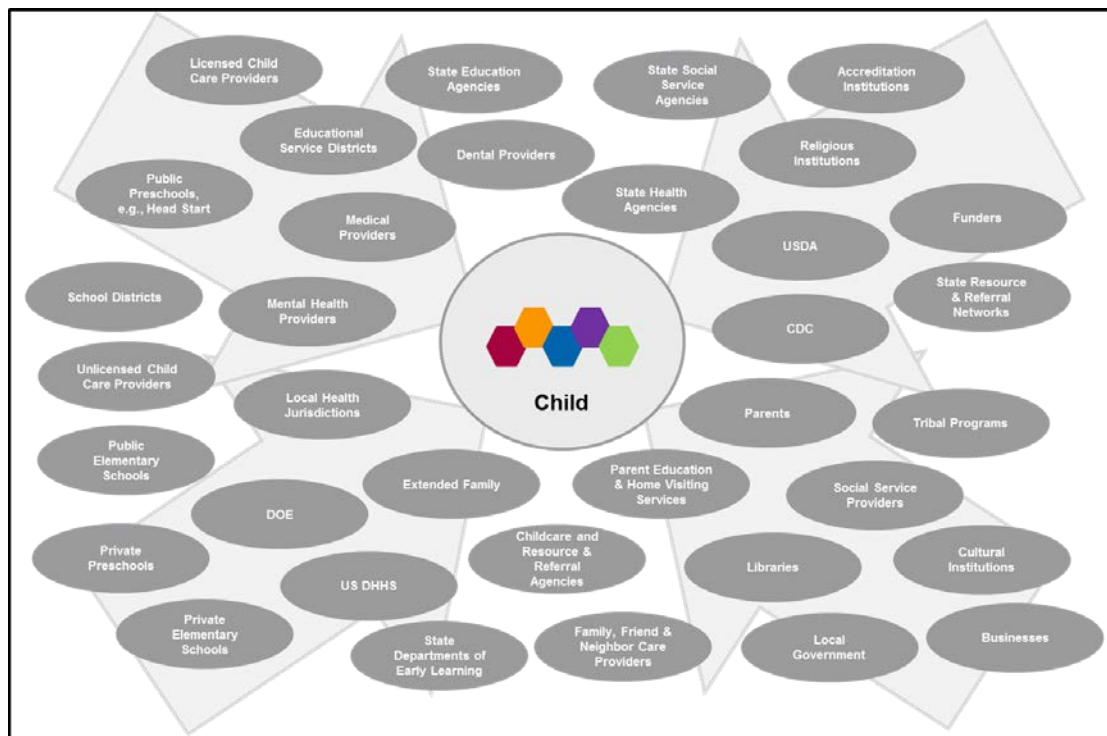 Licensed Child
Care Providers
State Education
Agencies
State Social
Service
Agencies
Accreditation
Institutions
Educational
Service Districts
Dental Providers
Religious
Institutions
Public
Preschools,
e.g., Head Start
State Health
Agencies
Medical
Providers
Funders
USDA
School Districts
Mental Health
Providers
State Resource
& Referral
Networks
CDC
Unlicensed Child
Care Providers
Child
Local Health
Jurisdictions
Parents
Tribal Programs
Public
Elementary
Schools
Extended Family
Parent Education
& Home Visiting
Services
Social Service
Providers
DOE
Private
Preschools
Childcare and
Resource &
Referral
Agencies
Libraries
Cultural
Institutions
US DHHS
Private
Elementary
Schools
State
Departments of
Early Learning
Family, Friend &
Neighbor Care
Providers
Local
Government
Businesses